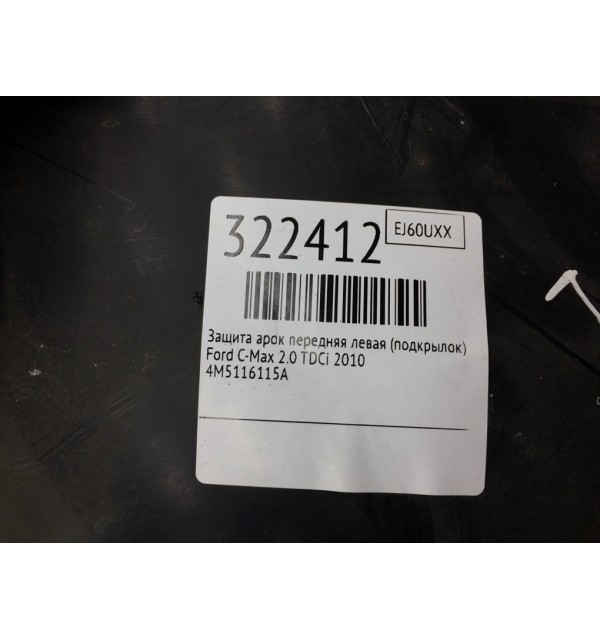 322412
EJ60UXX
Защита арок передняя левая (подкрылок)
Ford C-Max 2.0 TDCi 2010
4M5116115A